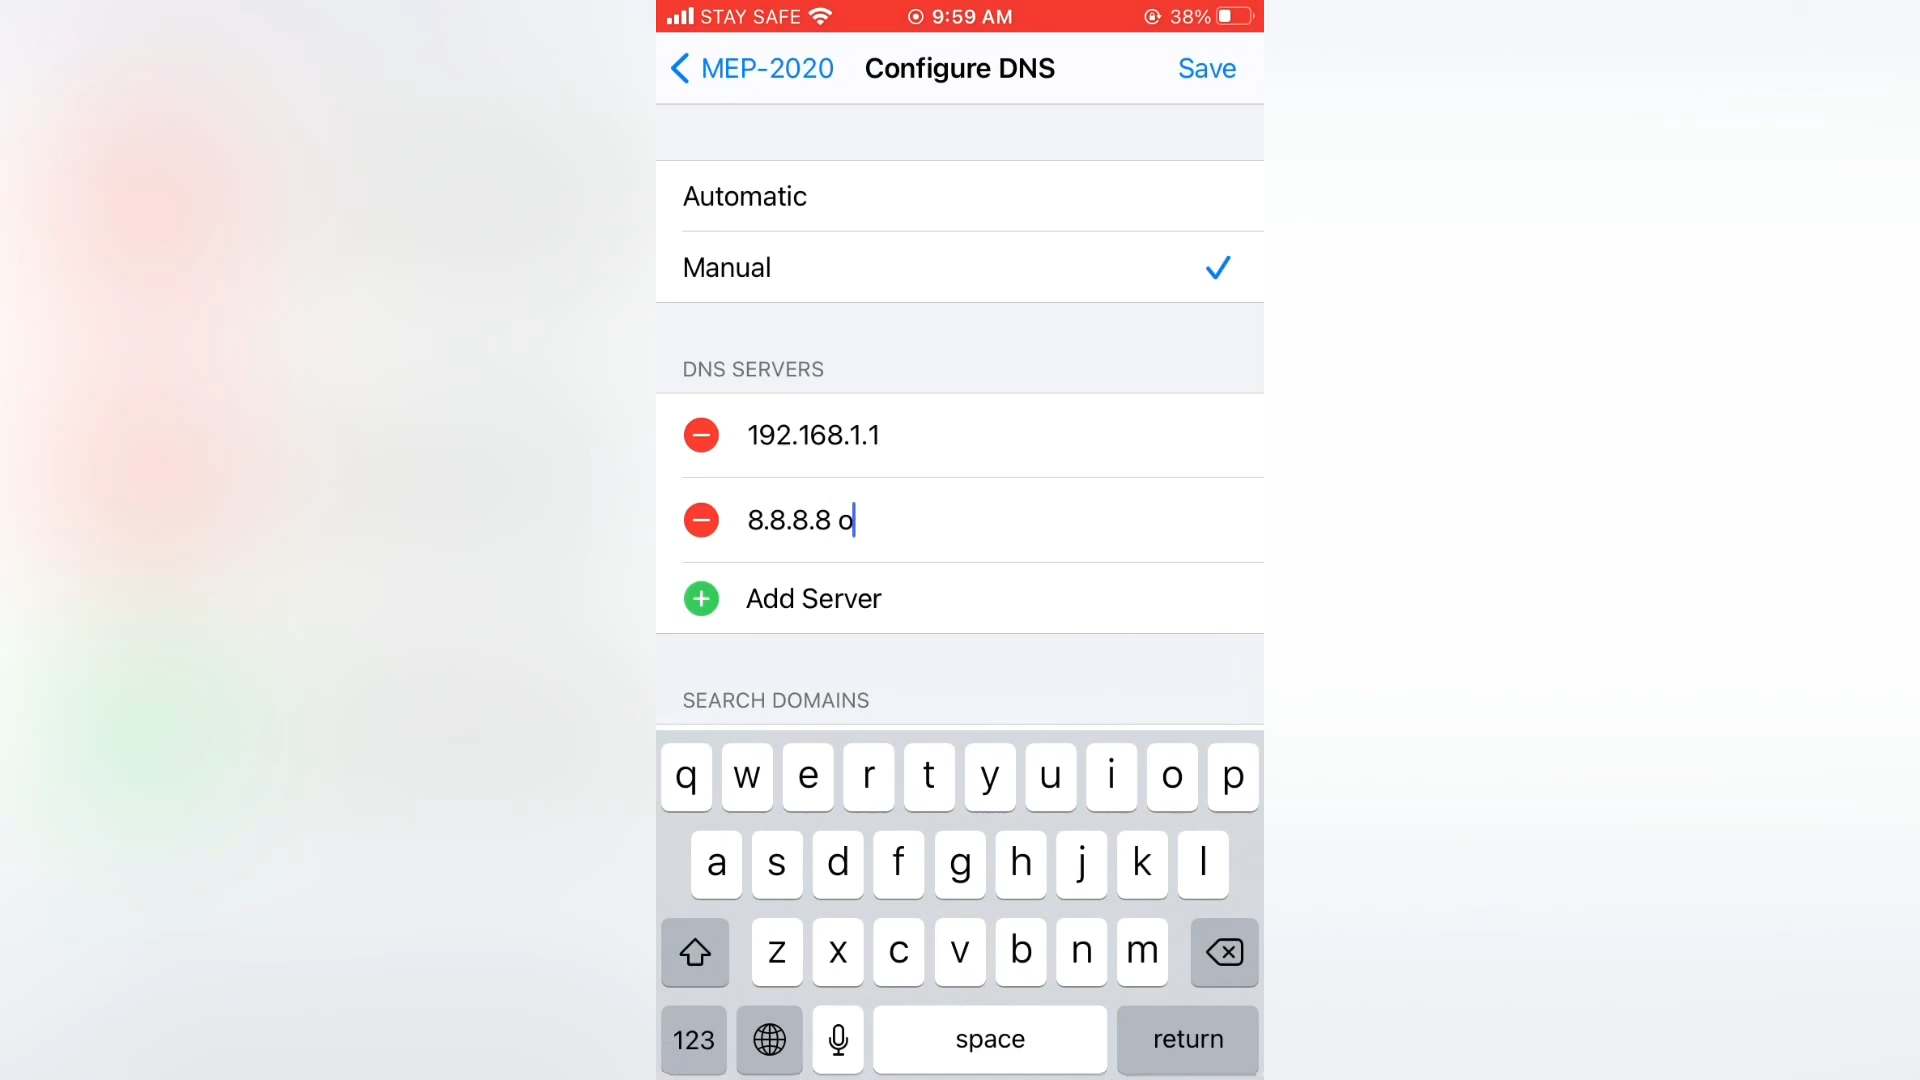 STAY SAFE 9:59 AM 38%
MEP-2020 Configure DNS Save
Automatic
Manual
DNS SERVERS
192.168.1.1
8.8.8.8 o
Add Server
SEARCH DOMAINS
q w e r t y u i o p
a s d f g h j k l
z x c v b n m
123 space return